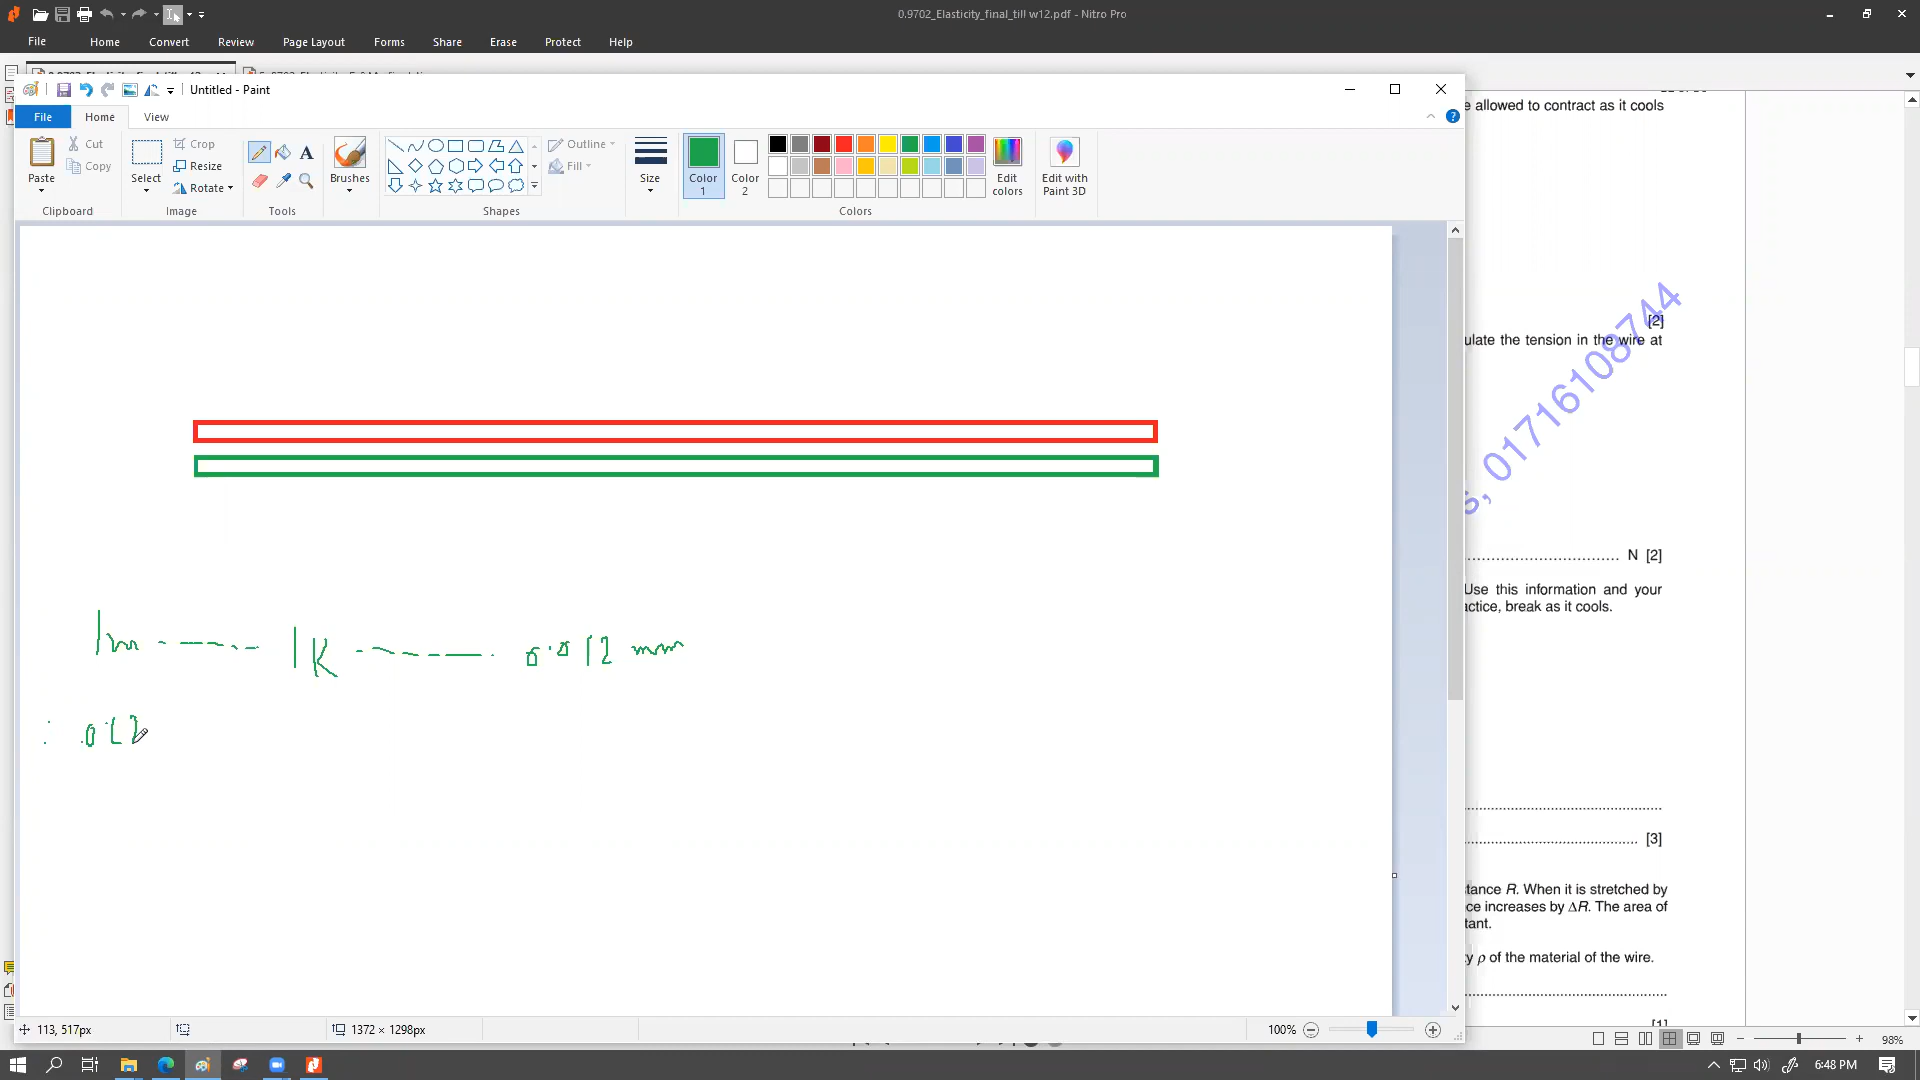 0.9702_Elasticity_final_till w12.pdf - Nitro Pro
File Home Convert Review Page Layout Forms Share Erase Protect Help
Untitled - Paint
File Home View
Paste Cut Copy Select Crop Resize Rotate Brushes Outline Fill Size Color 1 Color 2 Edit colors Edit with Paint 3D
Clipboard Image Tools Shapes Colors
1m ------ 1K ------ 0.012 mm
∴ 0.12
e allowed to contract as it cools
[2]
ulate the tension in the wire at
s, 01716108744
N [2]
Use this information and your
actice, break as it cools.
[3]
tance R. When it is stretched by
ce increases by ΔR. The area of
tant.
y ρ of the material of the wire.
[1]
113, 517px 1372 × 1298px 100%
98%
6:48 PM